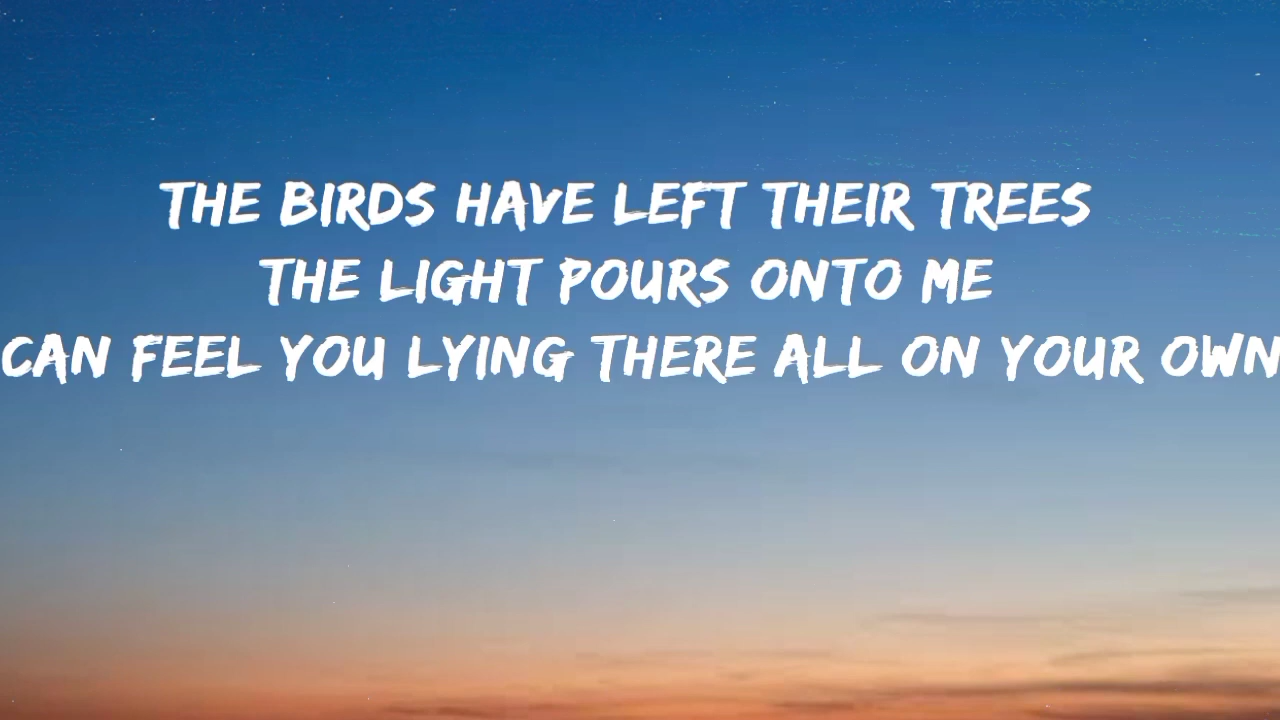 THE BIRDS HAVE LEFT THEIR TREES
THE LIGHT POURS ONTO ME
CAN FEEL YOU LYING THERE ALL ON YOUR OWN